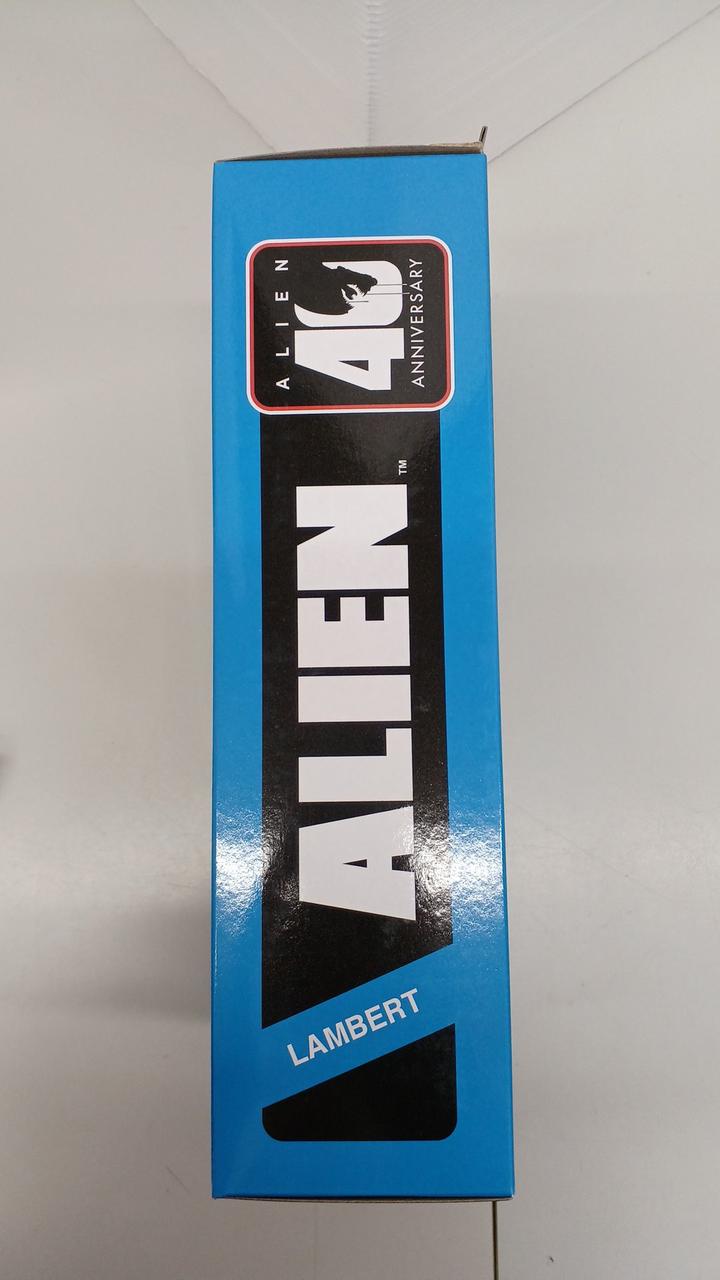 ALIEN
40
ANNIVERSARY
ALIEN™
LAMBERT